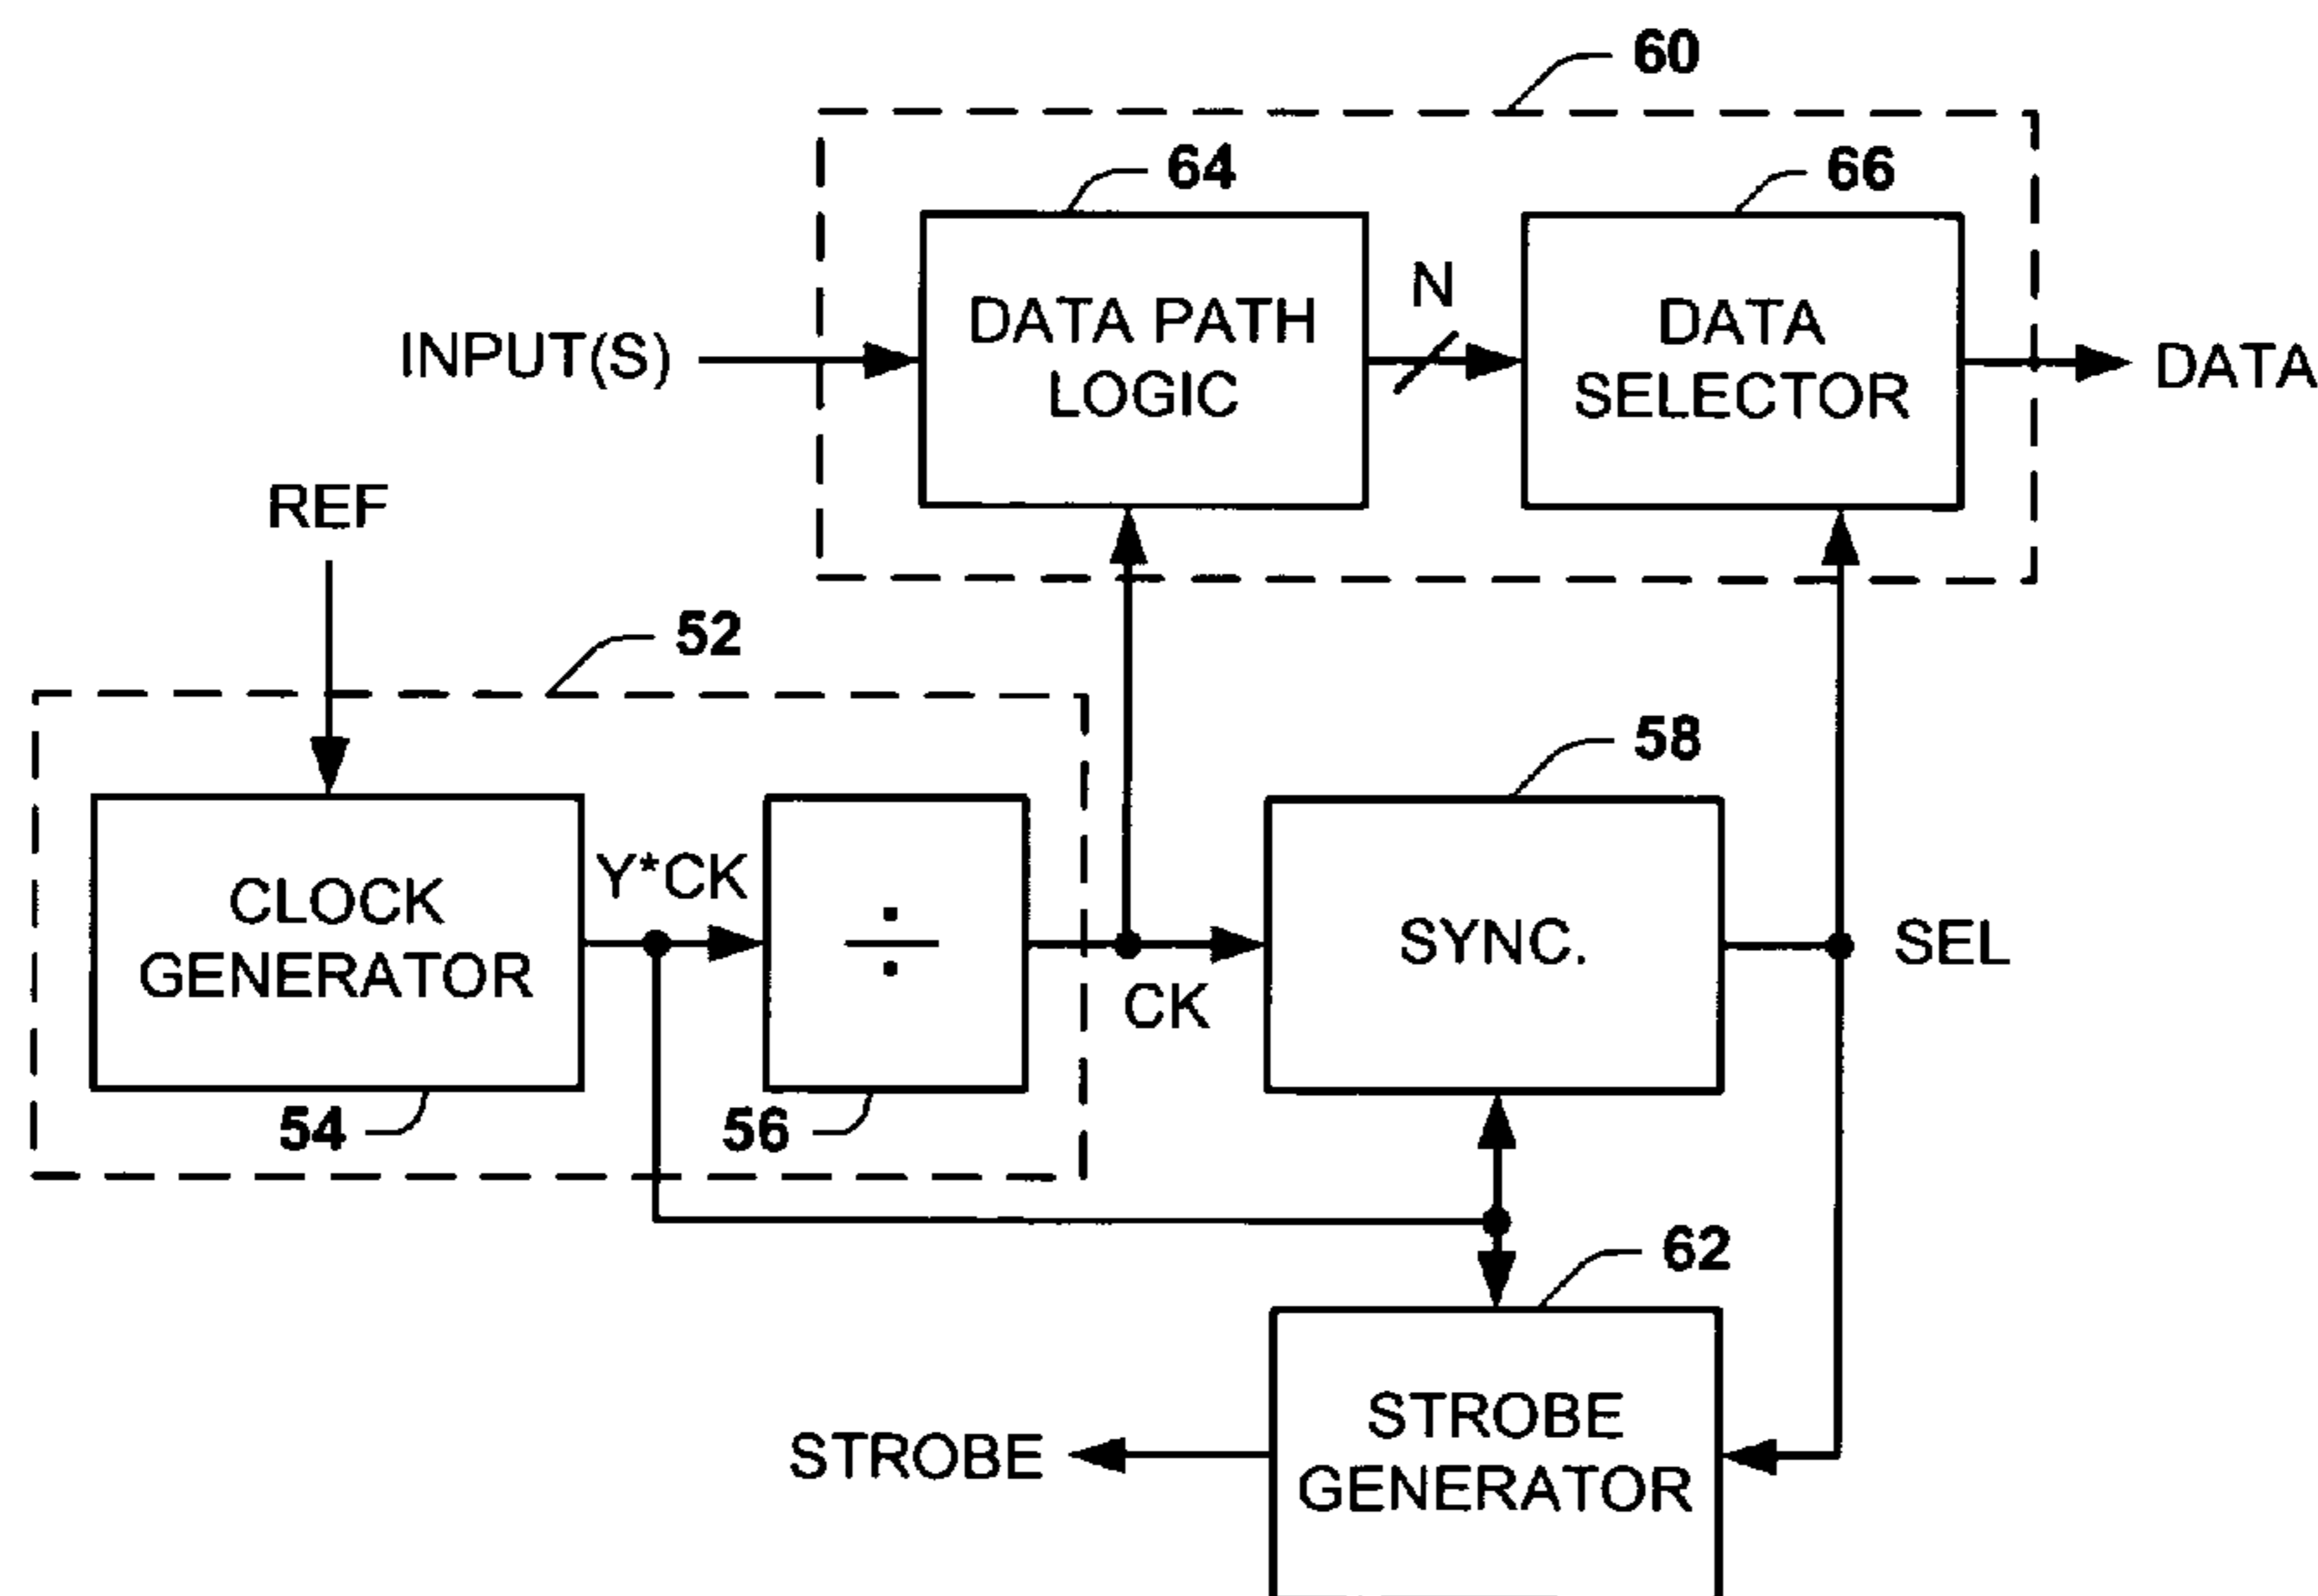 60
64
66
INPUT(S)
DATA PATH
LOGIC
N
DATA
SELECTOR
DATA
REF
52
58
CLOCK
GENERATOR
Y*CK
÷
CK
SYNC.
SEL
54
56
62
STROBE
STROBE
GENERATOR